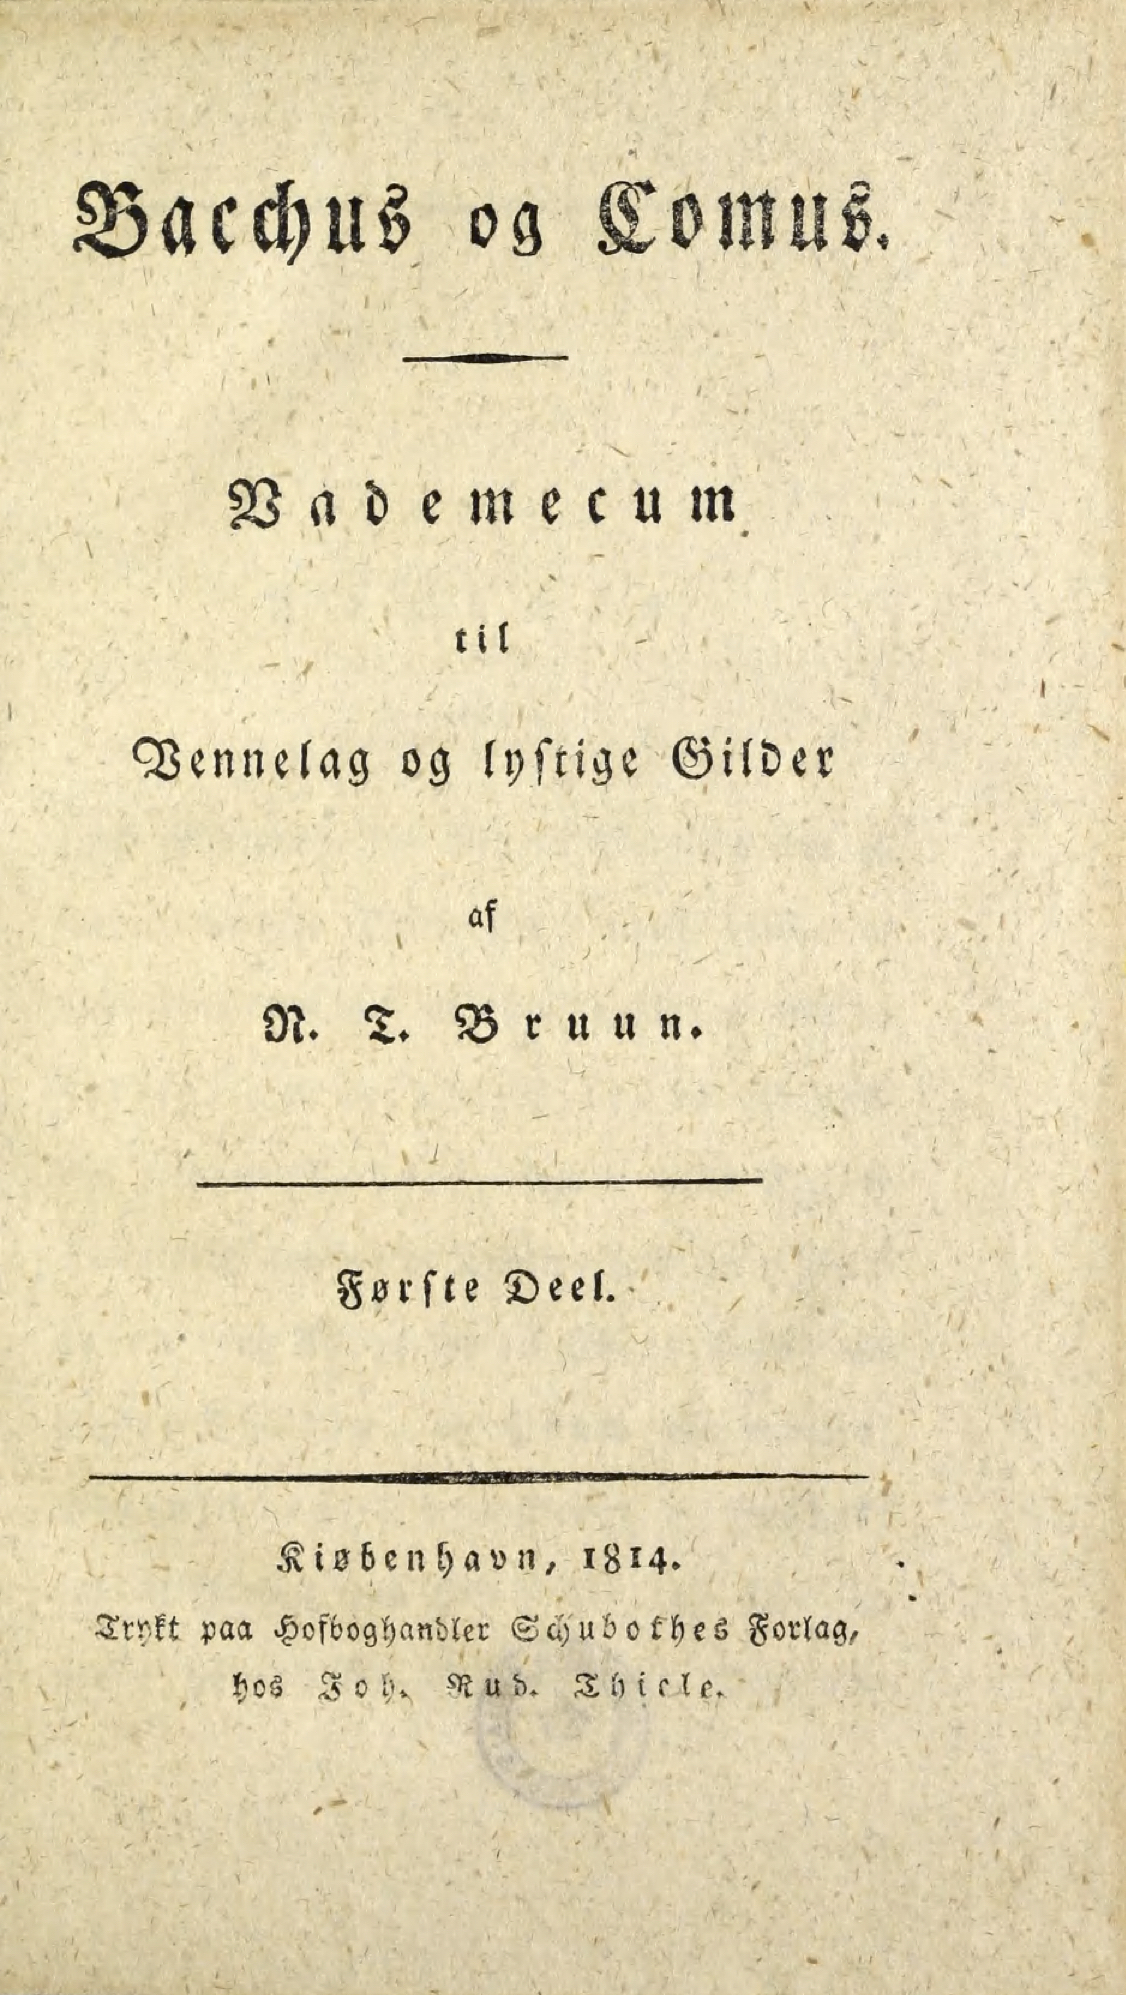 Bacchus og Comus.
Vademecum
til
Vennelag og lyſtige Gilder
af
N. T. Bruun.
Førſte Deel.
Kiøbenhavn, 1814.
Trykt paa Hofboghandler Schubothes Forlag,
hos Joh. Rud. Thiele.